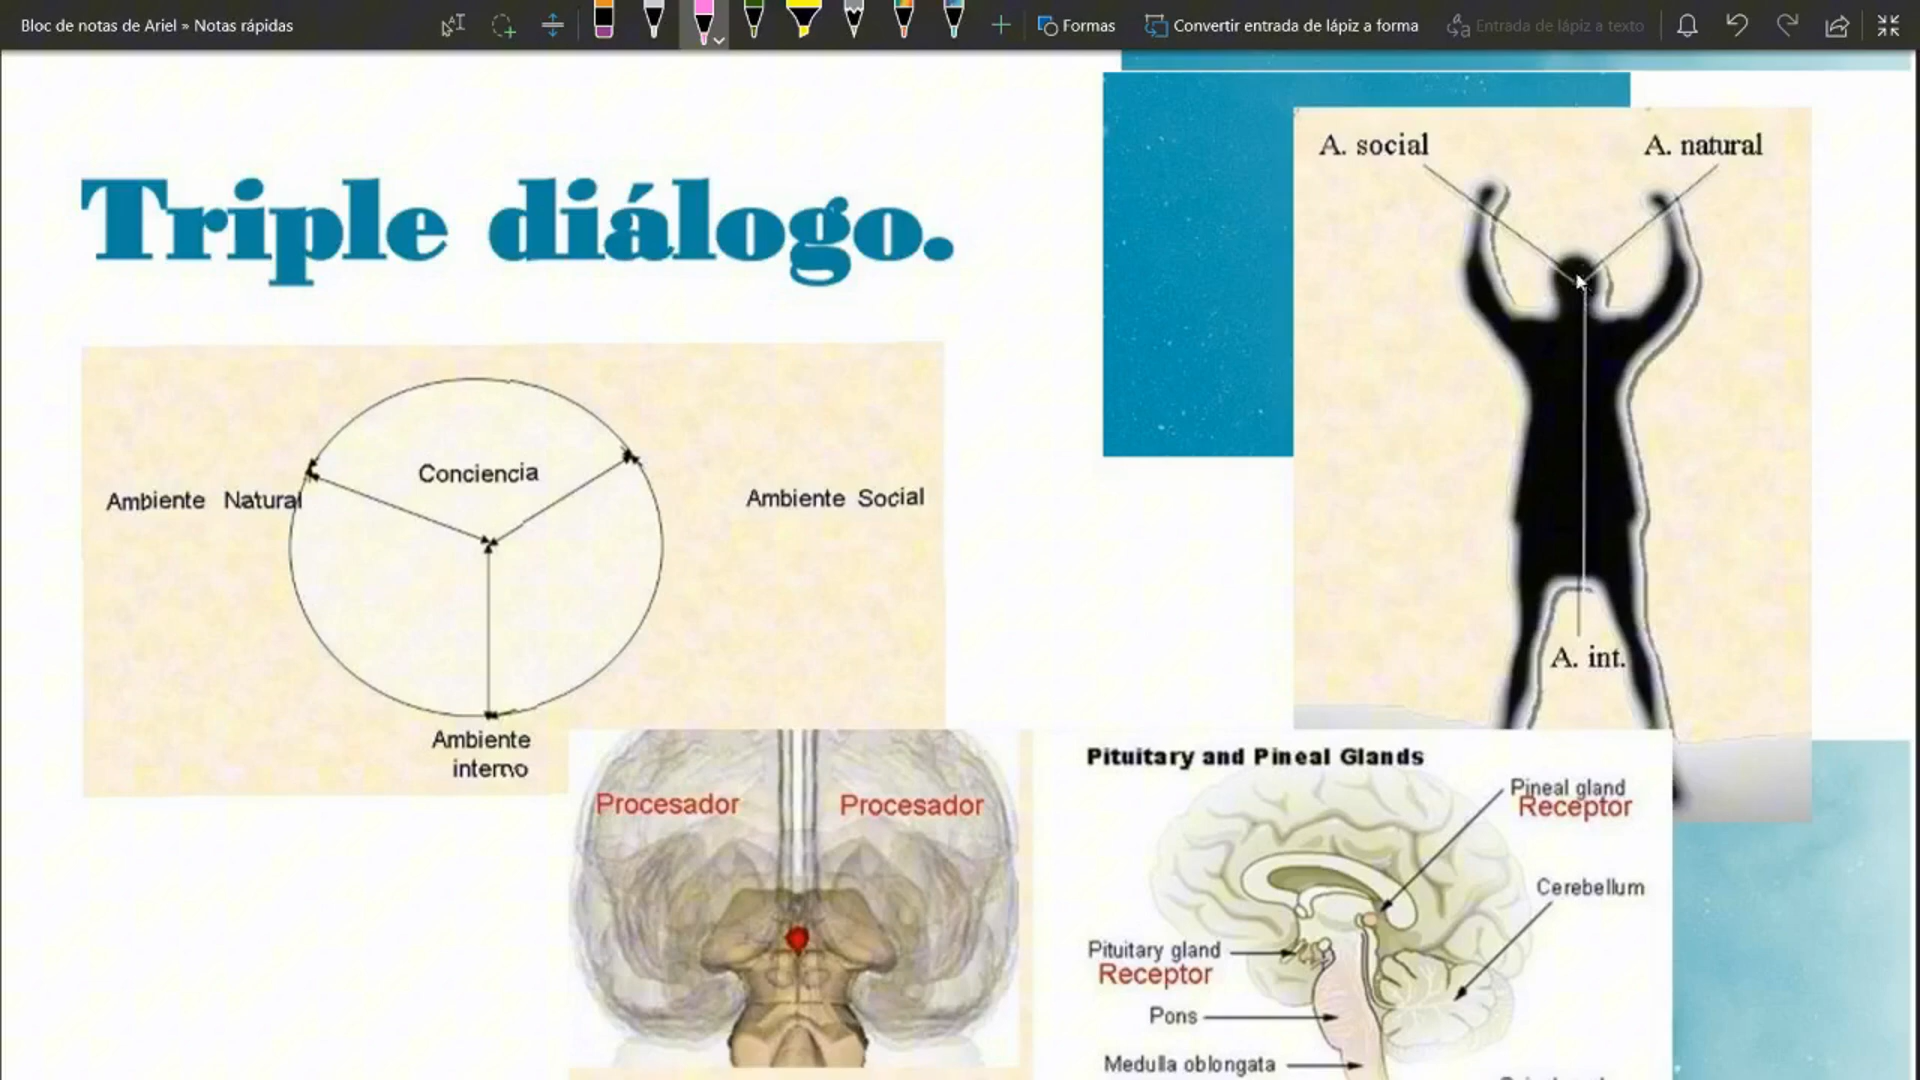 Bloc de notas de Ariel » Notas rápidas
Formas
Convertir entrada de lápiz a forma
Entrada de lápiz a texto
Triple diálogo.
A. social
A. natural
A. int.
Conciencia
Ambiente Natural
Ambiente Social
Ambiente
interno
Procesador
Procesador
Pituitary and Pineal Glands
Pineal gland
Receptor
Cerebellum
Pituitary gland
Receptor
Pons
Medulla oblongata